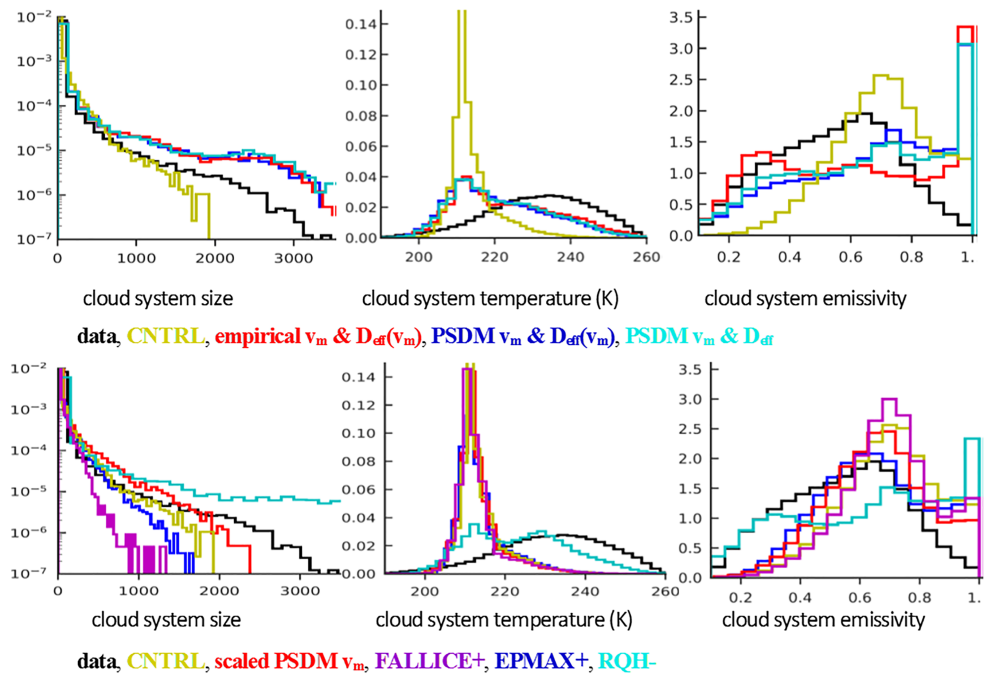 10⁻² 0.14 3.5
10⁻³ 0.12 3.0
0.10 2.5
10⁻⁴ 0.08 2.0
10⁻⁵ 0.06 1.5
0.04 1.0
10⁻⁶ 0.02 0.5
10⁻⁷ 0.00 0.0
0 1000 2000 3000 200 220 240 260 0.2 0.4 0.6 0.8 1.
cloud system size cloud system temperature (K) cloud system emissivity
data, CNTRL, empirical vₘ & D_eff(vₘ), PSDM vₘ & D_eff(vₘ), PSDM vₘ & D_eff
10⁻² 0.14 3.5
10⁻³ 0.12 3.0
0.10 2.5
10⁻⁴ 0.08 2.0
10⁻⁵ 0.06 1.5
0.04 1.0
10⁻⁶ 0.02 0.5
10⁻⁷ 0.00 0.0
0 1000 2000 3000 200 220 240 260 0.2 0.4 0.6 0.8 1.
cloud system size cloud system temperature (K) cloud system emissivity
data, CNTRL, scaled PSDM vₘ, FALLICE+, EPMAX+, RQH-